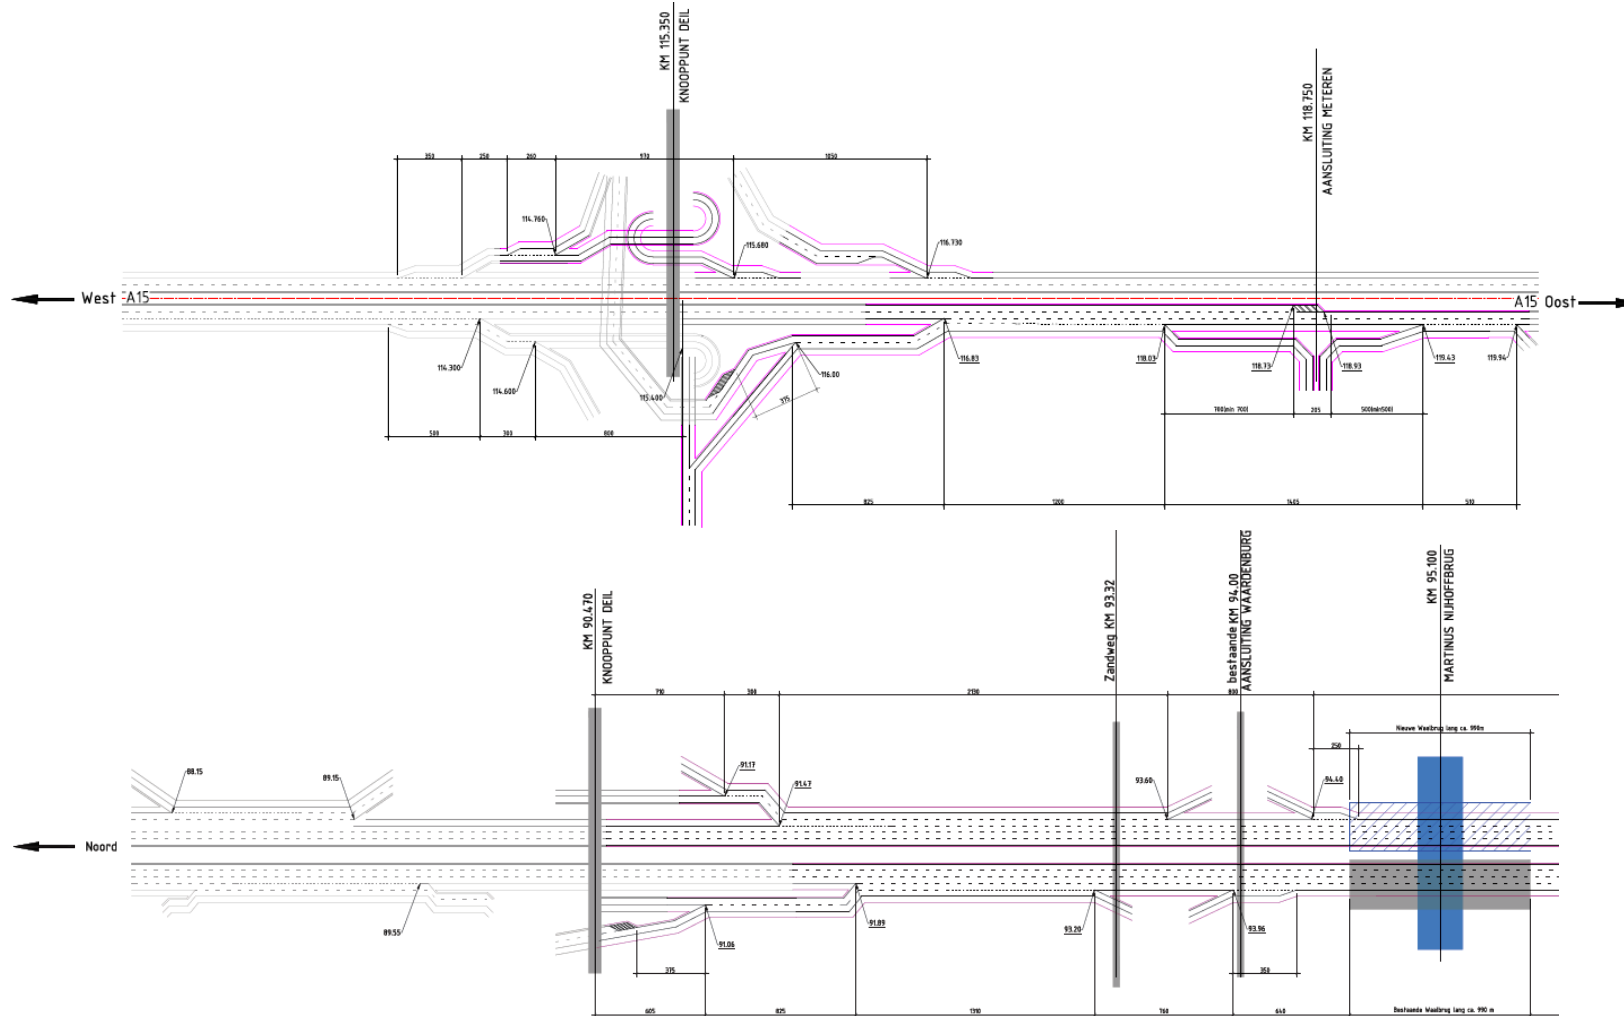 KM 115.350
KNOOPPUNT DEIL
KM 118.750
AANSLUITING METEREN
350
250
260
970
1050
114.760
115.680
116.730
West
A15
A15 Oost
114.300
114.600
115.400
116.00
116.83
118.03
118.73
118.93
119.43
119.94
375
500
300
800
700(min 700)
205
500(min500)
825
1200
1405
510
KM 90.470
KNOOPPUNT DEIL
Zandweg KM 93.32
bestaande KM 94.00
AANSLUITING WAARDENBURG
KM 95.100
MARTINUS NIJHOFFBRUG
710
300
2130
800
Nieuwe Waalbrug lang ca. 990m
250
88.15
89.15
91.17
91.47
93.60
94.40
Noord
89.55
91.06
91.89
93.20
93.96
375
350
605
825
1310
760
640
Bestaande Waalbrug lang ca. 990 m